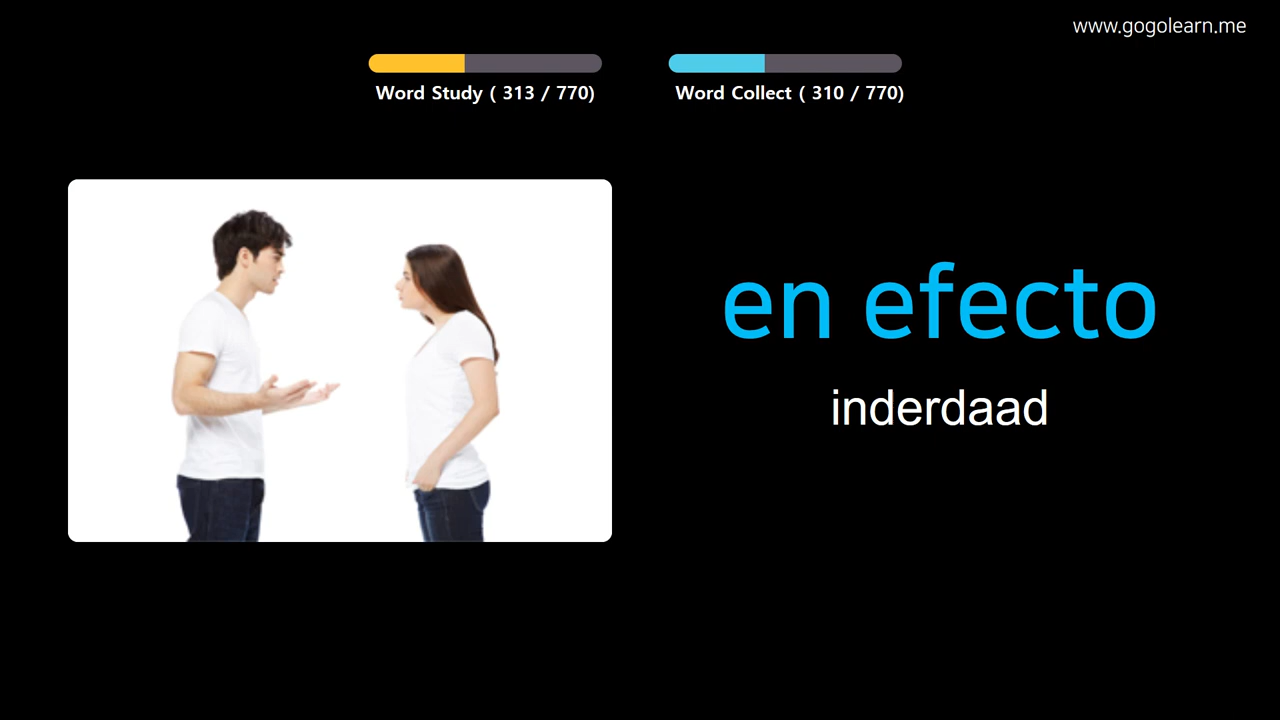 www.gogolearn.me
Word Study ( 313 / 770)
Word Collect ( 310 / 770)
en efecto
inderdaad